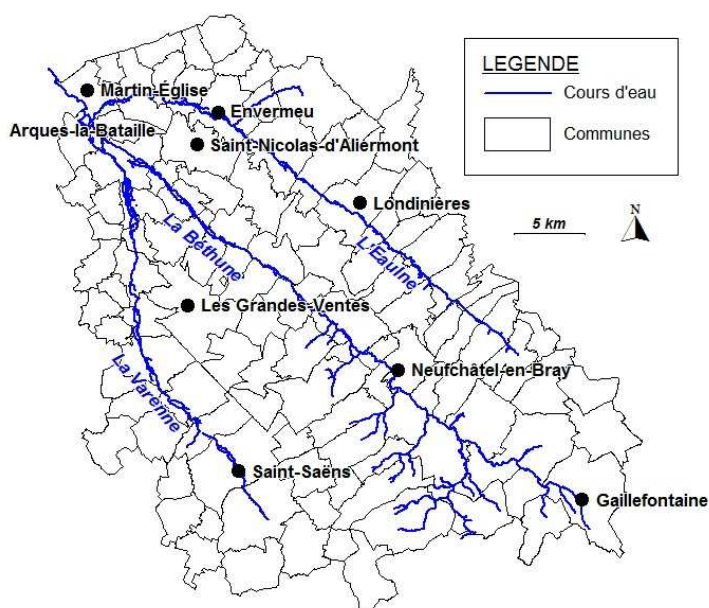 LEGENDE
Cours d'eau
Communes
5 km
N
Martin-Église
Envermeu
Arques-la-Bataille
Saint-Nicolas-d'Aliermont
Londinières
La Béthune
L'Eaulne
Les Grandes-Ventes
La Varenne
Neufchâtel-en-Bray
Saint-Saëns
Gaillefontaine